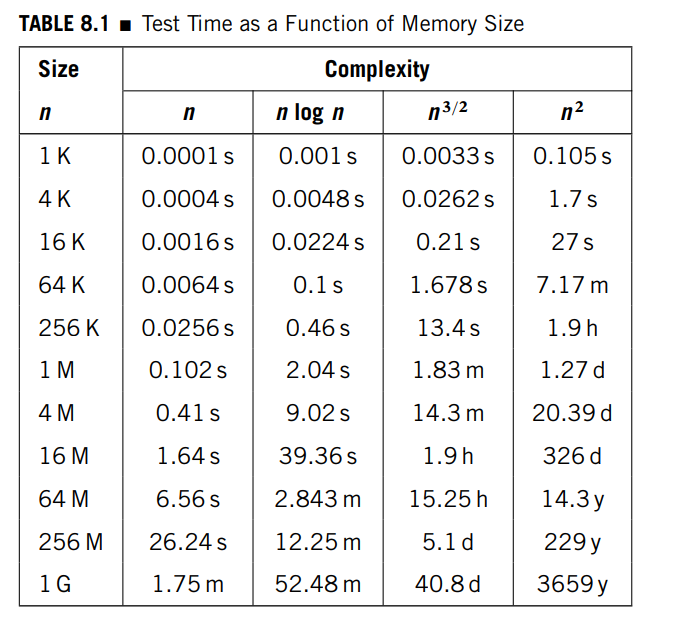 TABLE 8.1 ■ Test Time as a Function of Memory Size
Size Complexity
n n n log n n^3/2 n^2
1 K 0.0001 s 0.001 s 0.0033 s 0.105 s
4 K 0.0004 s 0.0048 s 0.0262 s 1.7 s
16 K 0.0016 s 0.0224 s 0.21 s 27 s
64 K 0.0064 s 0.1 s 1.678 s 7.17 m
256 K 0.0256 s 0.46 s 13.4 s 1.9 h
1 M 0.102 s 2.04 s 1.83 m 1.27 d
4 M 0.41 s 9.02 s 14.3 m 20.39 d
16 M 1.64 s 39.36 s 1.9 h 326 d
64 M 6.56 s 2.843 m 15.25 h 14.3 y
256 M 26.24 s 12.25 m 5.1 d 229 y
1 G 1.75 m 52.48 m 40.8 d 3659 y